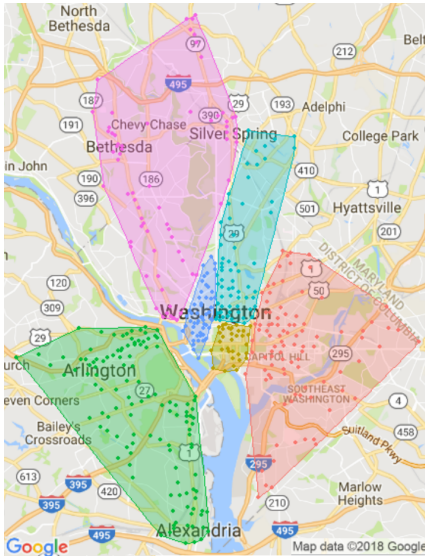 North
Bethesda
97
212
Belt
495
29
193
187
390
Adelphi
191
Chevy Chase
Silver Spring
College Park
Bethesda
in John
410
190
186
1
396
501
Hyattsville
29
201
MARYLAND
DISTRICT OF COLUMBIA
120
1
50
309
Washington
29
CAPITOL HILL
295
urch
Arlington
27
SOUTHEAST
WASHINGTON
even Corners
4
Bailey's
Crossroads
1
Suitland Pkwy
458
295
613
395
420
210
Marlow
Heights
395
495
Alexandria
495
Google
Map data ©2018 Google